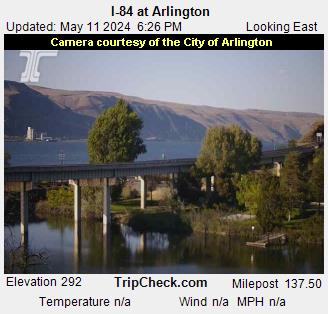 I-84 at Arlington
Updated: May 11 2024 6:26 PM Looking East
Camera courtesy of the City of Arlington
Elevation 292 TripCheck.com Milepost 137.50
Temperature n/a Wind n/a MPH n/a